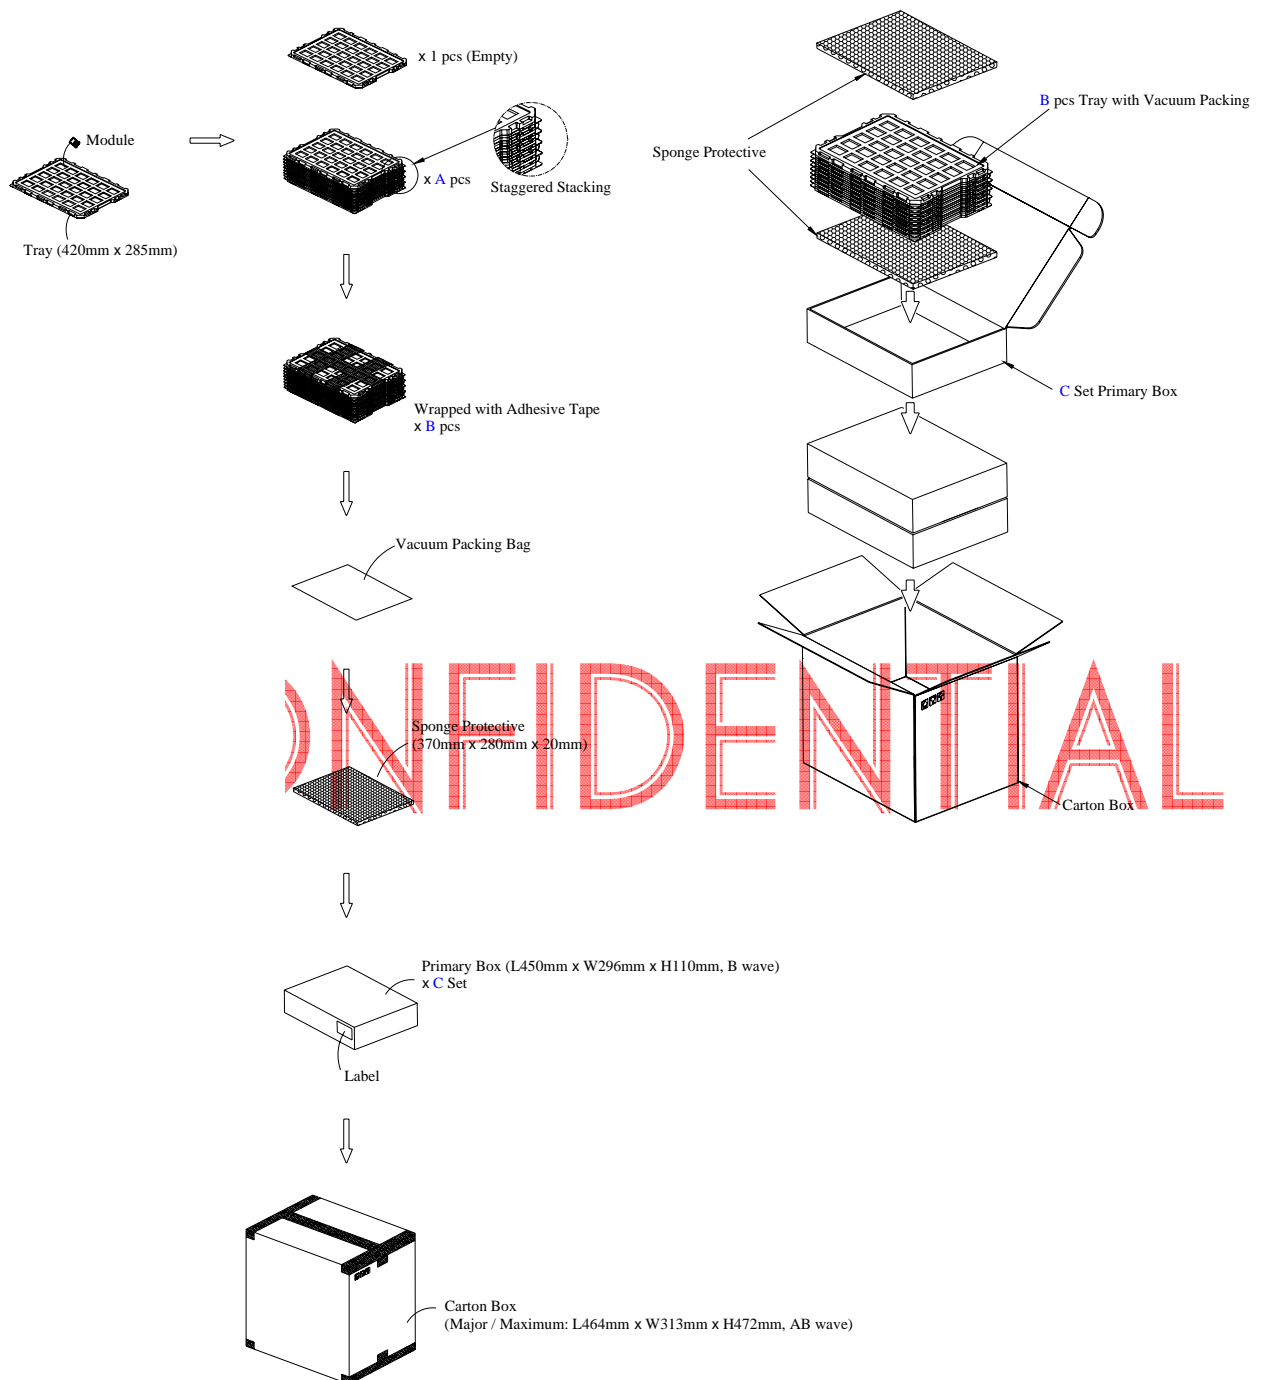 x 1 pcs (Empty)
Module
Tray (420mm x 285mm)
x A pcs
Staggered Stacking
Wrapped with Adhesive Tape
x B pcs
Vacuum Packing Bag
Sponge Protective
(370mm x 280mm x 20mm)
Primary Box (L450mm x W296mm x H110mm, B wave)
x C Set
Label
Carton Box
(Major / Maximum: L464mm x W313mm x H472mm, AB wave)
B pcs Tray with Vacuum Packing
Sponge Protective
C Set Primary Box
Carton Box
ONFIDENTIAL